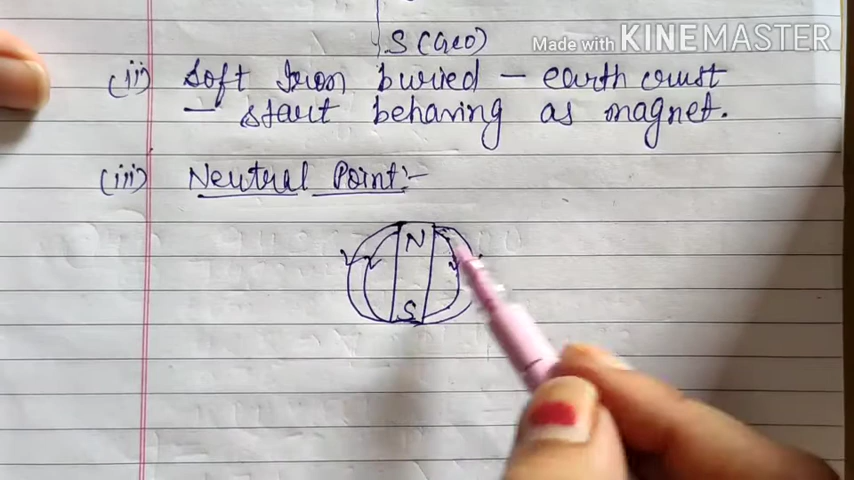 S (Geo)
Made with KINEMASTER
(ii) Soft Iron buried - earth crust
- start behaving as magnet.
(iii) Neutral Point:-
N
S